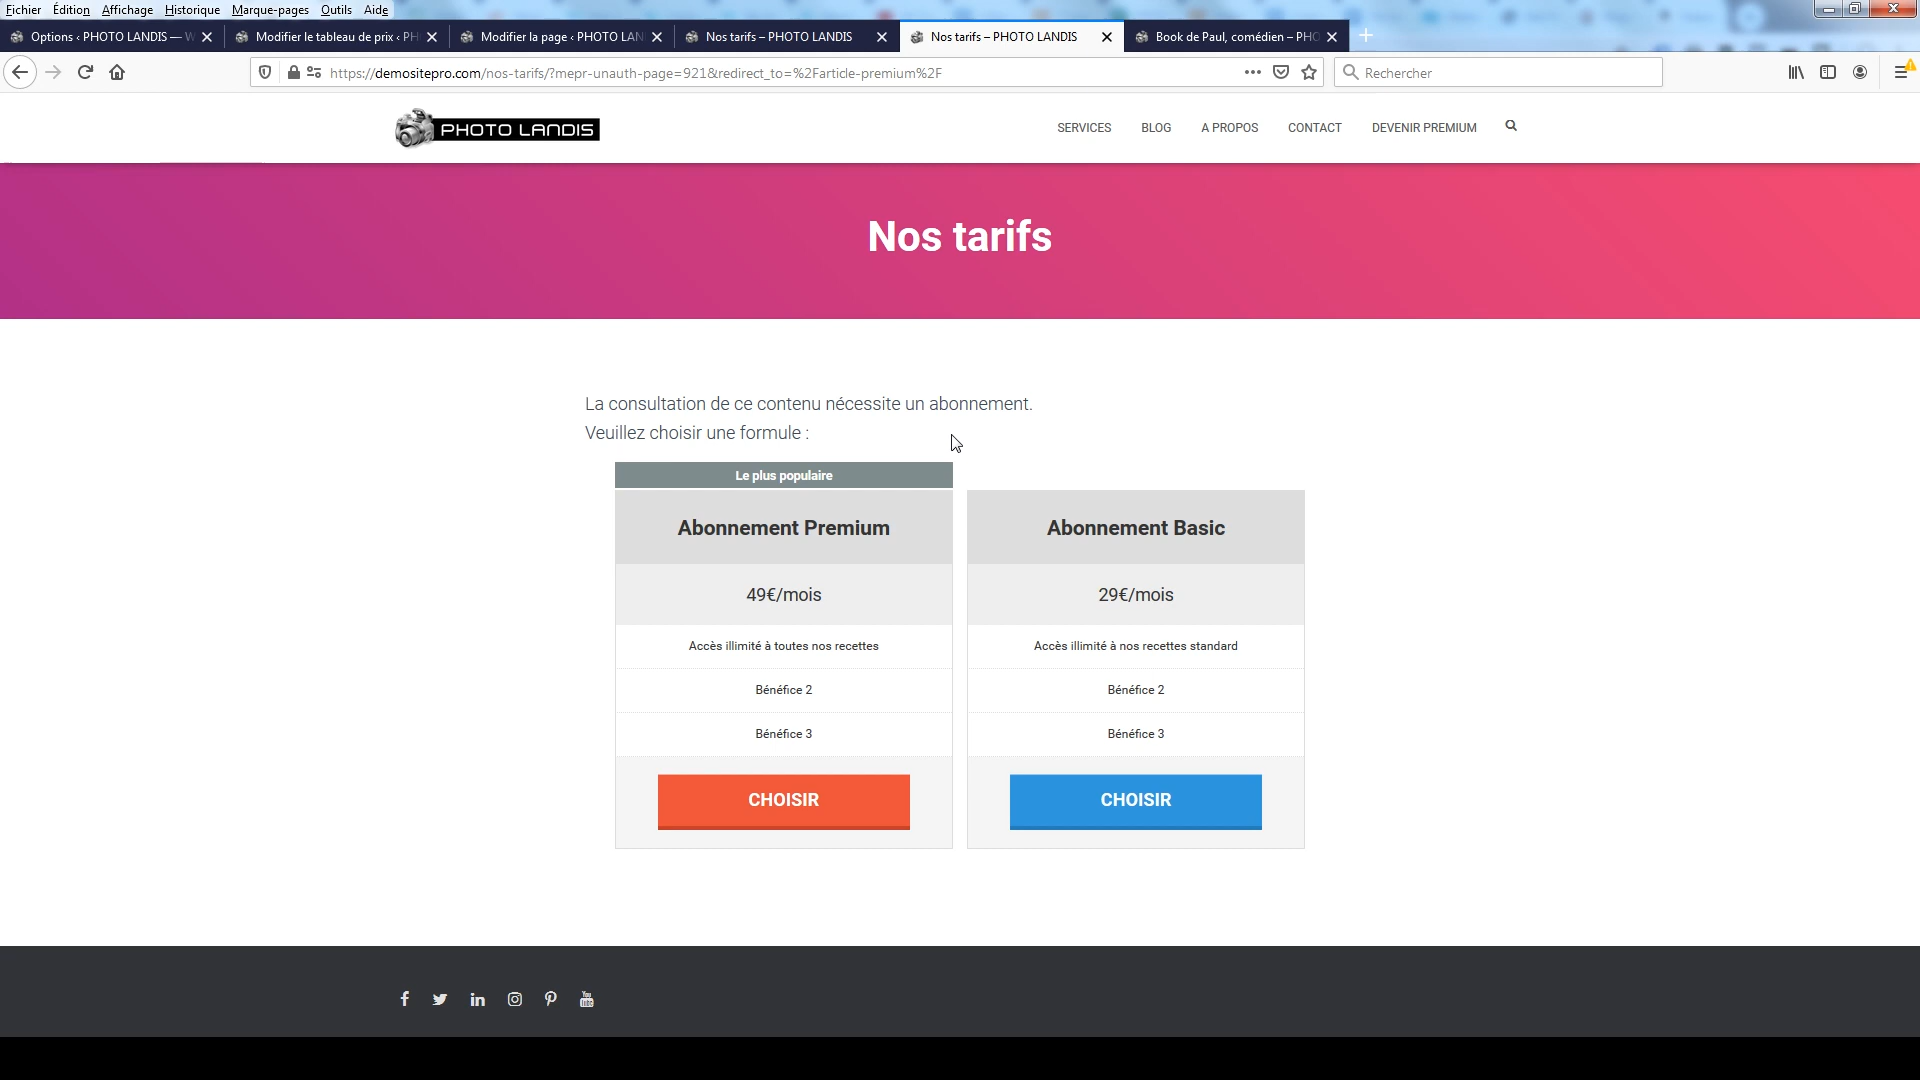 Fichier Édition Affichage Historique Marque-pages Outils Aide
Options ‹ PHOTO LANDIS — W
Modifier le tableau de prix ‹ PH
Modifier la page ‹ PHOTO LAN
Nos tarifs – PHOTO LANDIS
Nos tarifs – PHOTO LANDIS
Book de Paul, comédien – PHO
https://demositepro.com/nos-tarifs/?mepr-unauth-page=921&redirect_to=%2Farticle-premium%2F
Rechercher
PHOTO LANDIS
SERVICES BLOG A PROPOS CONTACT DEVENIR PREMIUM
Nos tarifs
La consultation de ce contenu nécessite un abonnement.
Veuillez choisir une formule :
Le plus populaire
Abonnement Premium
49€/mois
Accès illimité à toutes nos recettes
Bénéfice 2
Bénéfice 3
CHOISIR
Abonnement Basic
29€/mois
Accès illimité à nos recettes standard
Bénéfice 2
Bénéfice 3
CHOISIR